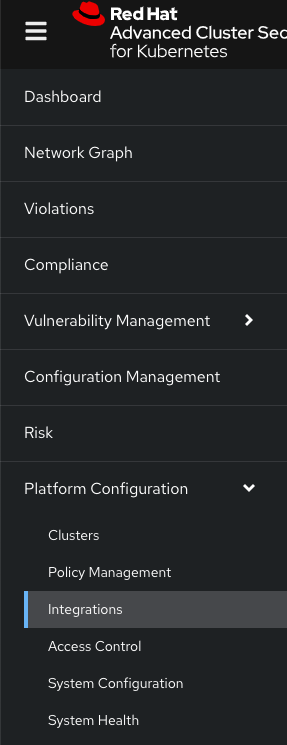 Red Hat
Advanced Cluster Sec
for Kubernetes
Dashboard
Network Graph
Violations
Compliance
Vulnerability Management
Configuration Management
Risk
Platform Configuration
Clusters
Policy Management
Integrations
Access Control
System Configuration
System Health